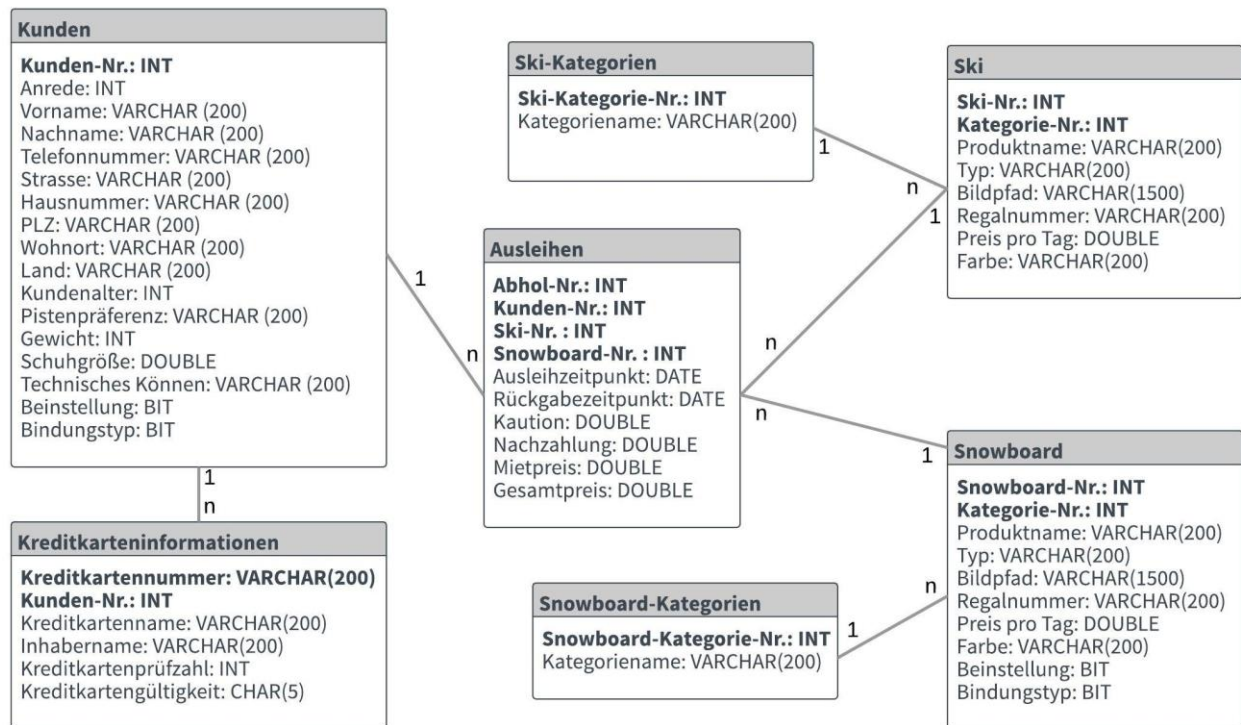 Kunden
Kunden-Nr.: INT
Anrede: INT
Vorname: VARCHAR (200)
Nachname: VARCHAR (200)
Telefonnummer: VARCHAR (200)
Strasse: VARCHAR (200)
Hausnummer: VARCHAR (200)
PLZ: VARCHAR (200)
Wohnort: VARCHAR (200)
Land: VARCHAR (200)
Kundenalter: INT
Pistenpräferenz: VARCHAR (200)
Gewicht: INT
Schuhgröße: DOUBLE
Technisches Können: VARCHAR (200)
Beinstellung: BIT
Bindungstyp: BIT
1
n
Kreditkarteninformationen
Kreditkartennummer: VARCHAR(200)
Kunden-Nr.: INT
Kreditkartenname: VARCHAR(200)
Inhabername: VARCHAR(200)
Kreditkartenprüfzahl: INT
Kreditkartengültigkeit: CHAR(5)
1
n
Ski-Kategorien
Ski-Kategorie-Nr.: INT
Kategoriename: VARCHAR(200)
1
n
Ausleihen
Abhol-Nr.: INT
Kunden-Nr.: INT
Ski-Nr. : INT
Snowboard-Nr. : INT
Ausleihzeitpunkt: DATE
Rückgabezeitpunkt: DATE
Kaution: DOUBLE
Nachzahlung: DOUBLE
Mietpreis: DOUBLE
Gesamtpreis: DOUBLE
1
n
n
1
Snowboard-Kategorien
Snowboard-Kategorie-Nr.: INT
Kategoriename: VARCHAR(200)
1
n
Ski
Ski-Nr.: INT
Kategorie-Nr.: INT
Produktname: VARCHAR(200)
Typ: VARCHAR(200)
Bildpfad: VARCHAR(1500)
Regalnummer: VARCHAR(200)
Preis pro Tag: DOUBLE
Farbe: VARCHAR(200)
Snowboard
Snowboard-Nr.: INT
Kategorie-Nr.: INT
Produktname: VARCHAR(200)
Typ: VARCHAR(200)
Bildpfad: VARCHAR(1500)
Regalnummer: VARCHAR(200)
Preis pro Tag: DOUBLE
Farbe: VARCHAR(200)
Beinstellung: BIT
Bindungstyp: BIT